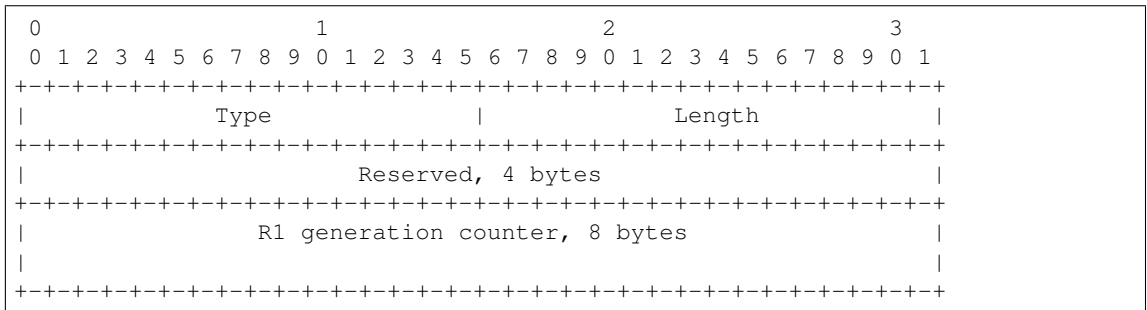 0                   1                   2                   3
 0 1 2 3 4 5 6 7 8 9 0 1 2 3 4 5 6 7 8 9 0 1 2 3 4 5 6 7 8 9 0 1
+-+-+-+-+-+-+-+-+-+-+-+-+-+-+-+-+-+-+-+-+-+-+-+-+-+-+-+-+-+-+-+-+
|             Type              |             Length            |
+-+-+-+-+-+-+-+-+-+-+-+-+-+-+-+-+-+-+-+-+-+-+-+-+-+-+-+-+-+-+-+-+
|                       Reserved, 4 bytes                       |
+-+-+-+-+-+-+-+-+-+-+-+-+-+-+-+-+-+-+-+-+-+-+-+-+-+-+-+-+-+-+-+-+
|                R1 generation counter, 8 bytes                 |
|                                                               |
+-+-+-+-+-+-+-+-+-+-+-+-+-+-+-+-+-+-+-+-+-+-+-+-+-+-+-+-+-+-+-+-+